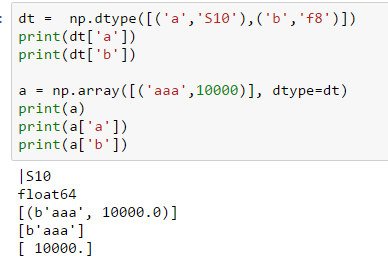 :
dt =  np.dtype([('a','S10'),('b','f8')])
print(dt['a'])
print(dt['b'])
a = np.array([('aaa',10000)], dtype=dt)
print(a)
print(a['a'])
print(a['b'])
|S10
float64
[(b'aaa', 10000.0)]
[b'aaa']
[ 10000.]